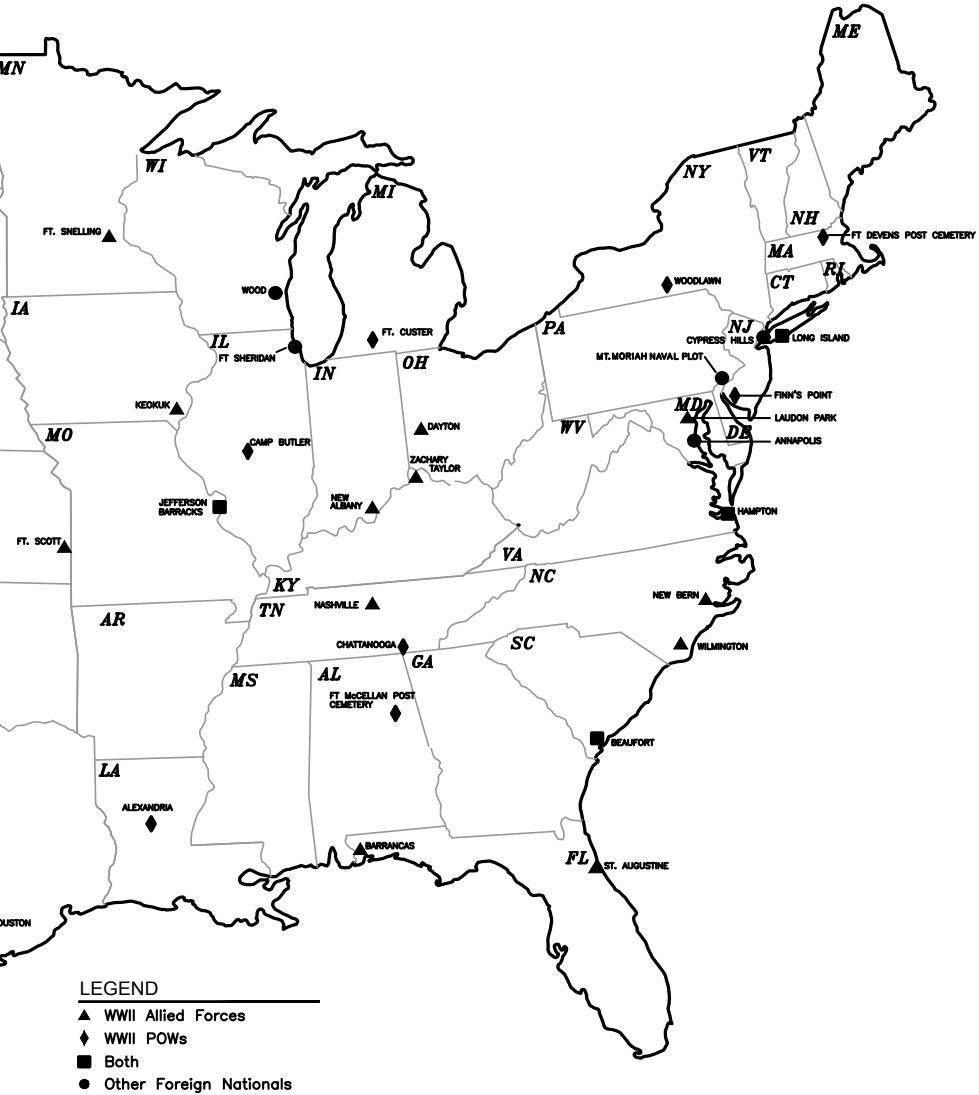 ME
MN
WI
VT
NY
MI
NH
FT. SNELLING
FT DEVENS POST CEMETERY
MA
RI
CT
WOODLAWN
WOOD
IA
PA
NJ
IL
FT. CUSTER
CYPRESS HILLS
LONG ISLAND
FT SHERIDAN
OH
MT.MORIAH NAVAL PLOT
IN
FINN'S POINT
KEOKUK
MD
LAUDON PARK
MO
WV
DAYTON
DE
CAMP BUTLER
ANNAPOLIS
ZACHARY
TAYLOR
JEFFERSON
BARRACKS
NEW
ALBANY
HAMPTON
FT. SCOTT
VA
KY
NC
NEW BERN
TN
NASHVILLE
AR
CHATTANOOGA
SC
WILMINGTON
GA
MS
AL
FT McCELLAN POST
CEMETERY
BEAUFORT
LA
ALEXANDRIA
BARRANCAS
FL
ST. AUGUSTINE
OUSTON
LEGEND
WWII Allied Forces
WWII POWs
Both
Other Foreign Nationals